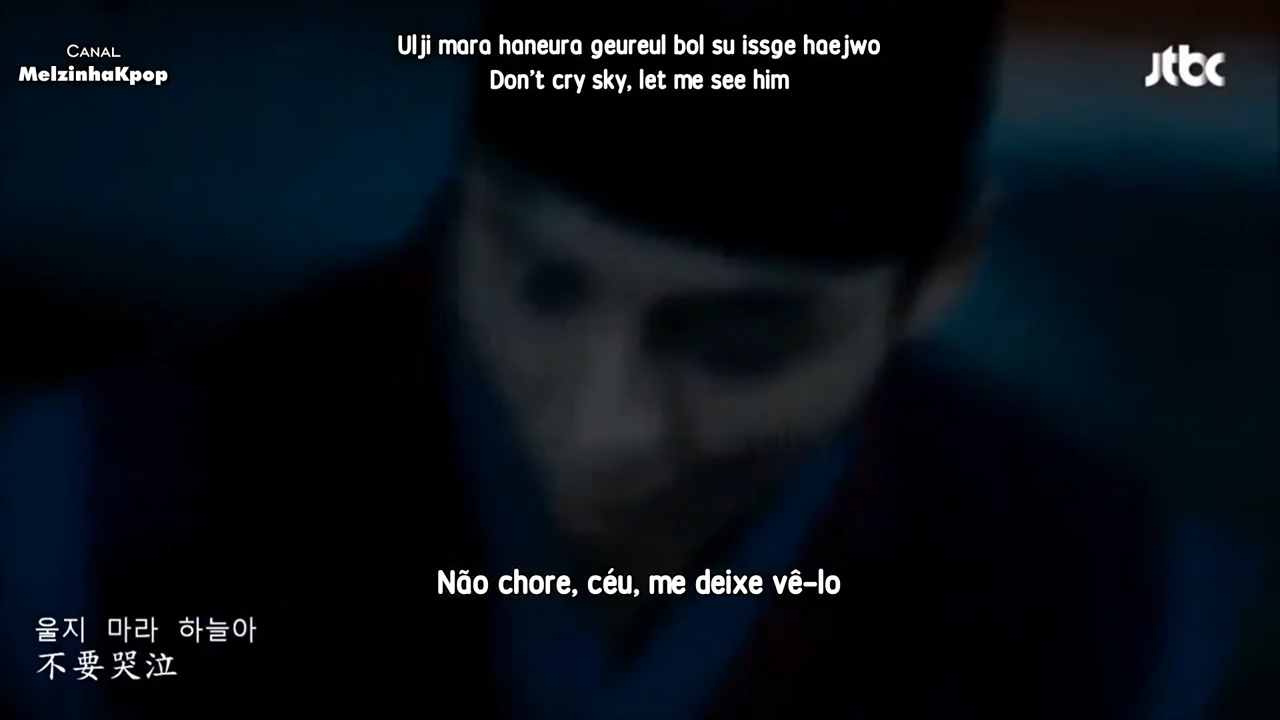 Ulji mara haneura geureul bol su issge haejwo
Don't cry sky, let me see him
CANAL
MelzinhaKpop
jtbc
Não chore, céu, me deixe vê-lo
울지 마라 하늘아
不要哭泣